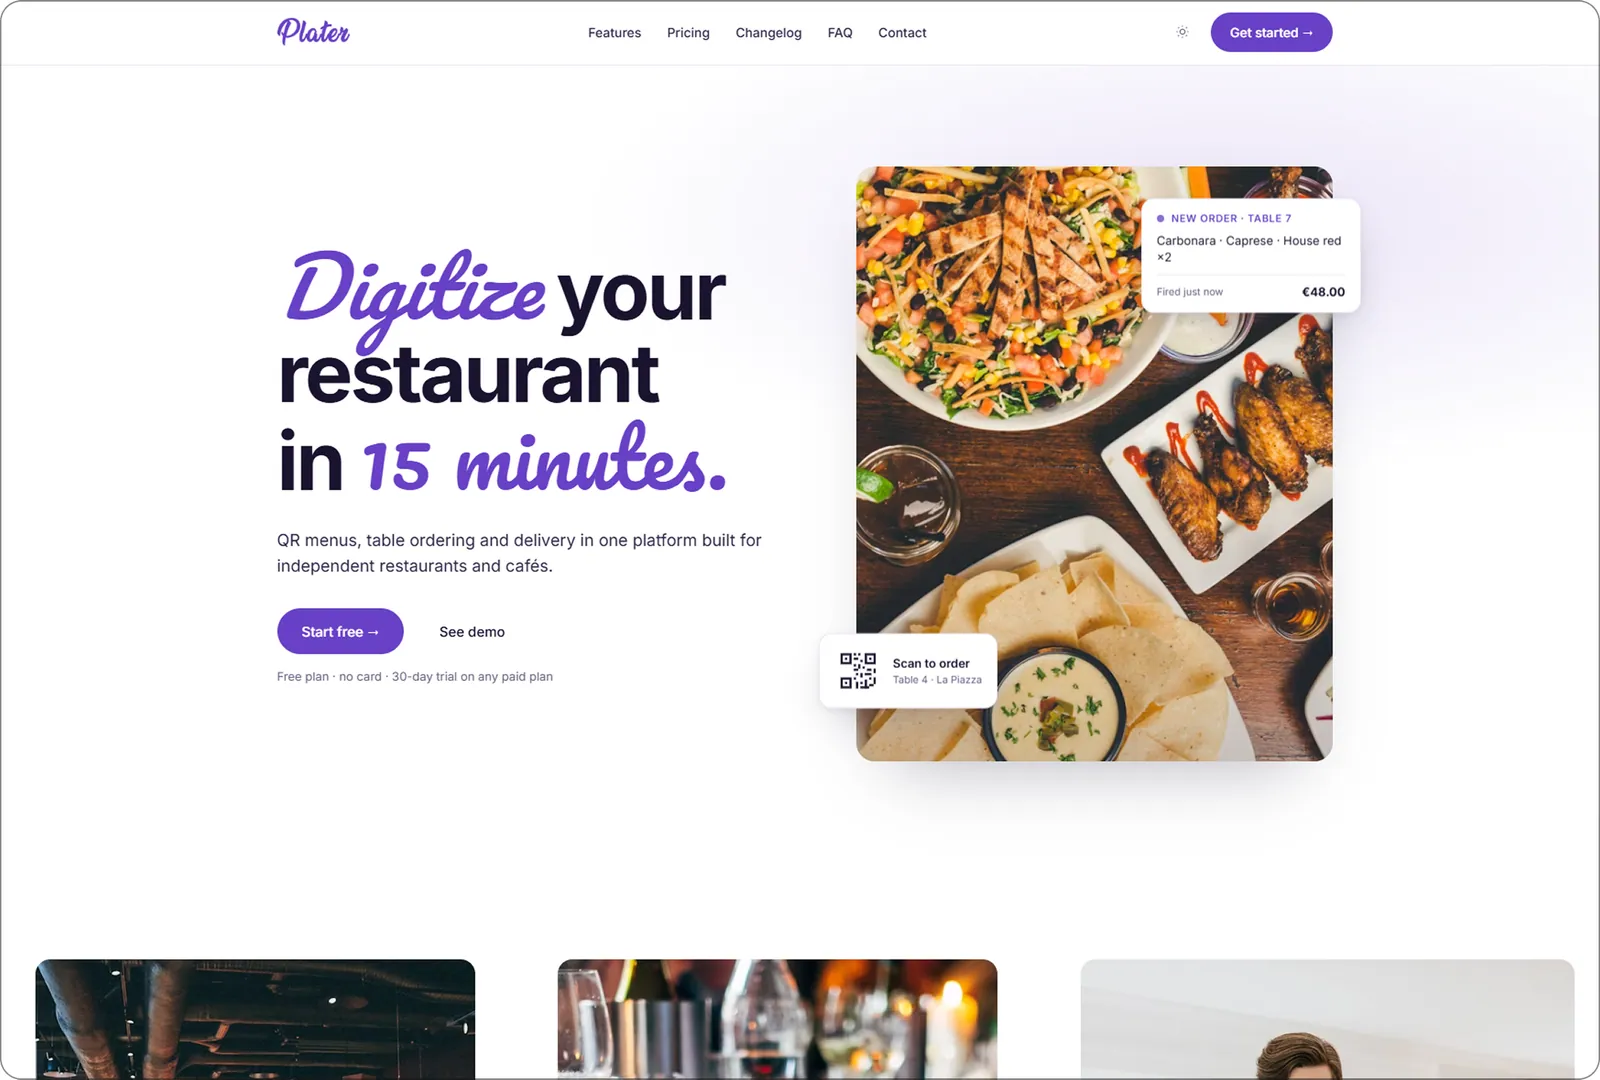 Plater
Features
Pricing
Changelog
FAQ
Contact
Get started →
Digitize your
restaurant
in 15 minutes.
QR menus, table ordering and delivery in one platform built for
independent restaurants and cafés.
Start free →
See demo
Free plan · no card · 30-day trial on any paid plan
NEW ORDER · TABLE 7
Carbonara · Caprese · House red
×2
Fired just now
€48.00
Scan to order
Table 4 · La Piazza